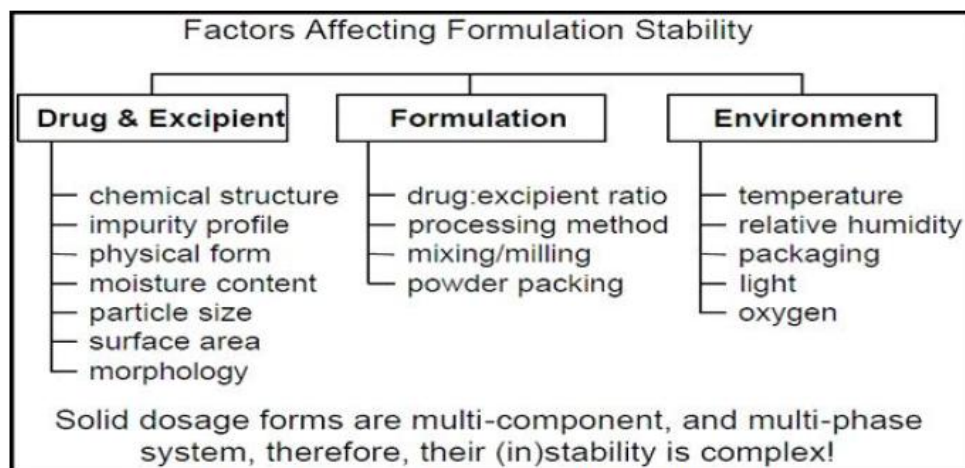 Factors Affecting Formulation Stability
Drug & Excipient
chemical structure
impurity profile
physical form
moisture content
particle size
surface area
morphology
Formulation
drug:excipient ratio
processing method
mixing/milling
powder packing
Environment
temperature
relative humidity
packaging
light
oxygen
Solid dosage forms are multi-component, and multi-phase
system, therefore, their (in)stability is complex!